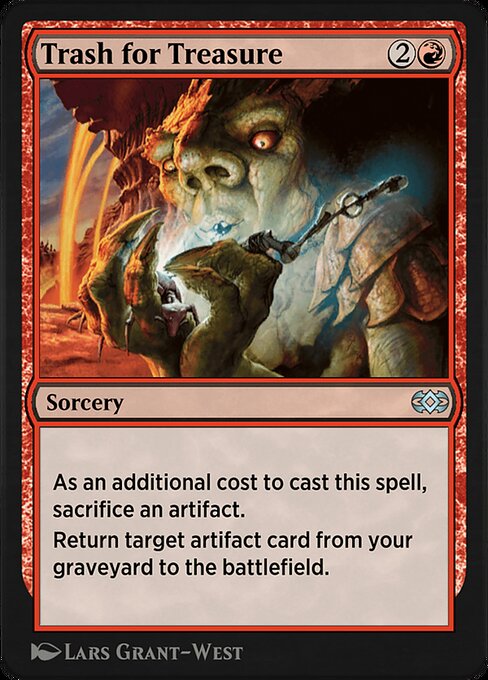 Trash for Treasure 2
Sorcery
As an additional cost to cast this spell,
sacrifice an artifact.
Return target artifact card from your
graveyard to the battlefield.
Lars Grant-West